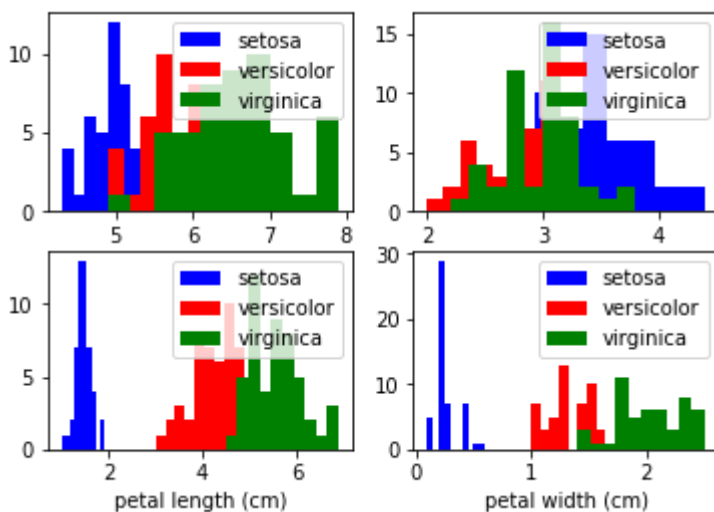 setosa
versicolor
virginica
10
5
0
5
6
7
8
setosa
versicolor
virginica
15
10
5
0
2
3
4
setosa
versicolor
virginica
10
5
0
2
4
6
petal length (cm)
setosa
versicolor
virginica
30
20
10
0
0
1
2
petal width (cm)